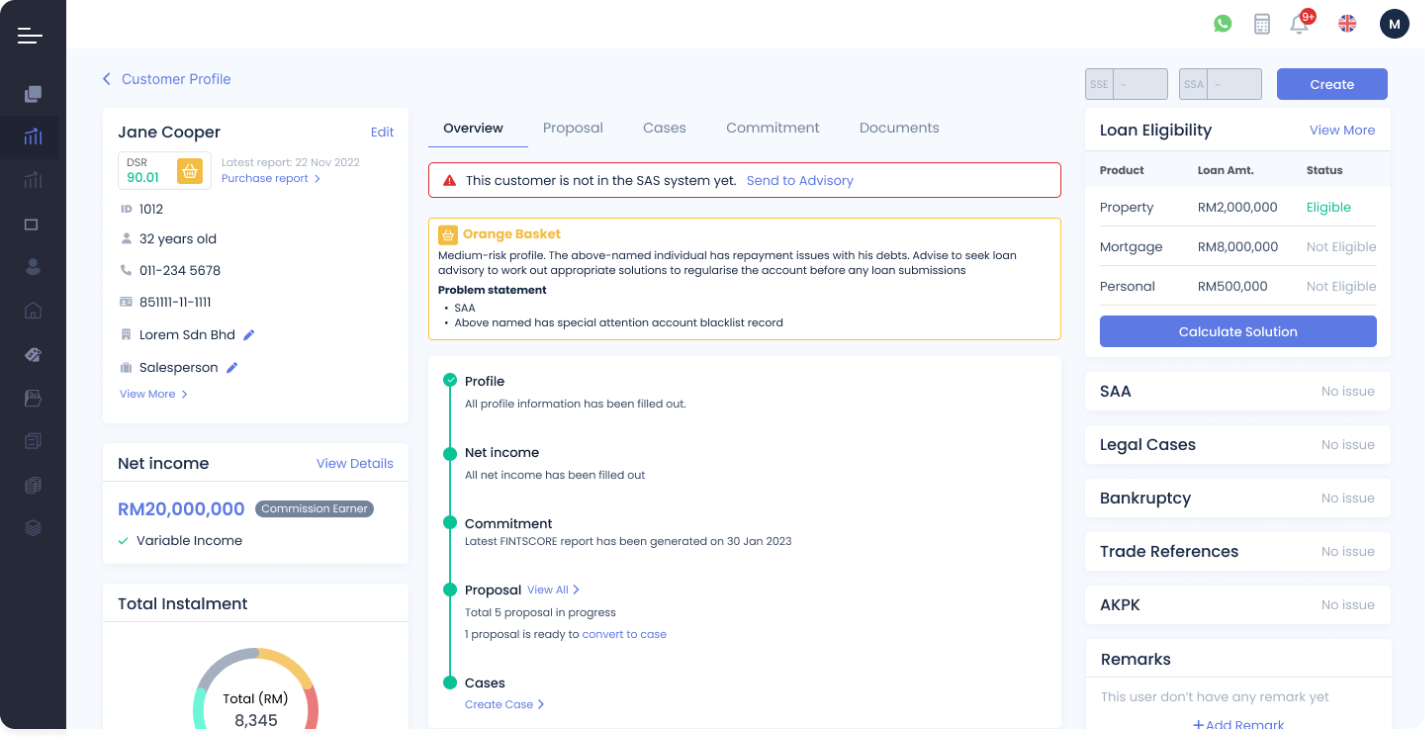 9+
M
Customer Profile
SSE -
SSA -
Create
Jane Cooper
Edit
DSR
90.01
Latest report: 22 Nov 2022
Purchase report
ID 1012
32 years old
011-234 5678
851111-11-1111
Lorem Sdn Bhd
Salesperson
View More
Net income
View Details
RM20,000,000
Commission Earner
Variable Income
Total Instalment
Total (RM)
8,345
Overview
Proposal
Cases
Commitment
Documents
This customer is not in the SAS system yet. Send to Advisory
Orange Basket
Medium-risk profile. The above-named individual has repayment issues with his debts. Advise to seek loan
advisory to work out appropriate solutions to regularise the account before any loan submissions
Problem statement
• SAA
• Above named has special attention account blacklist record
Profile
All profile information has been filled out.
Net income
All net income has been filled out
Commitment
Latest FINTSCORE report has been generated on 30 Jan 2023
Proposal View All
Total 5 proposal in progress
1 proposal is ready to convert to case
Cases
Create Case
Loan Eligibility
View More
Product Loan Amt. Status
Property RM2,000,000 Eligible
Mortgage RM8,000,000 Not Eligible
Personal RM500,000 Not Eligible
Calculate Solution
SAA No issue
Legal Cases No issue
Bankruptcy No issue
Trade References No issue
AKPK No issue
Remarks
This user don't have any remark yet
+Add Remark